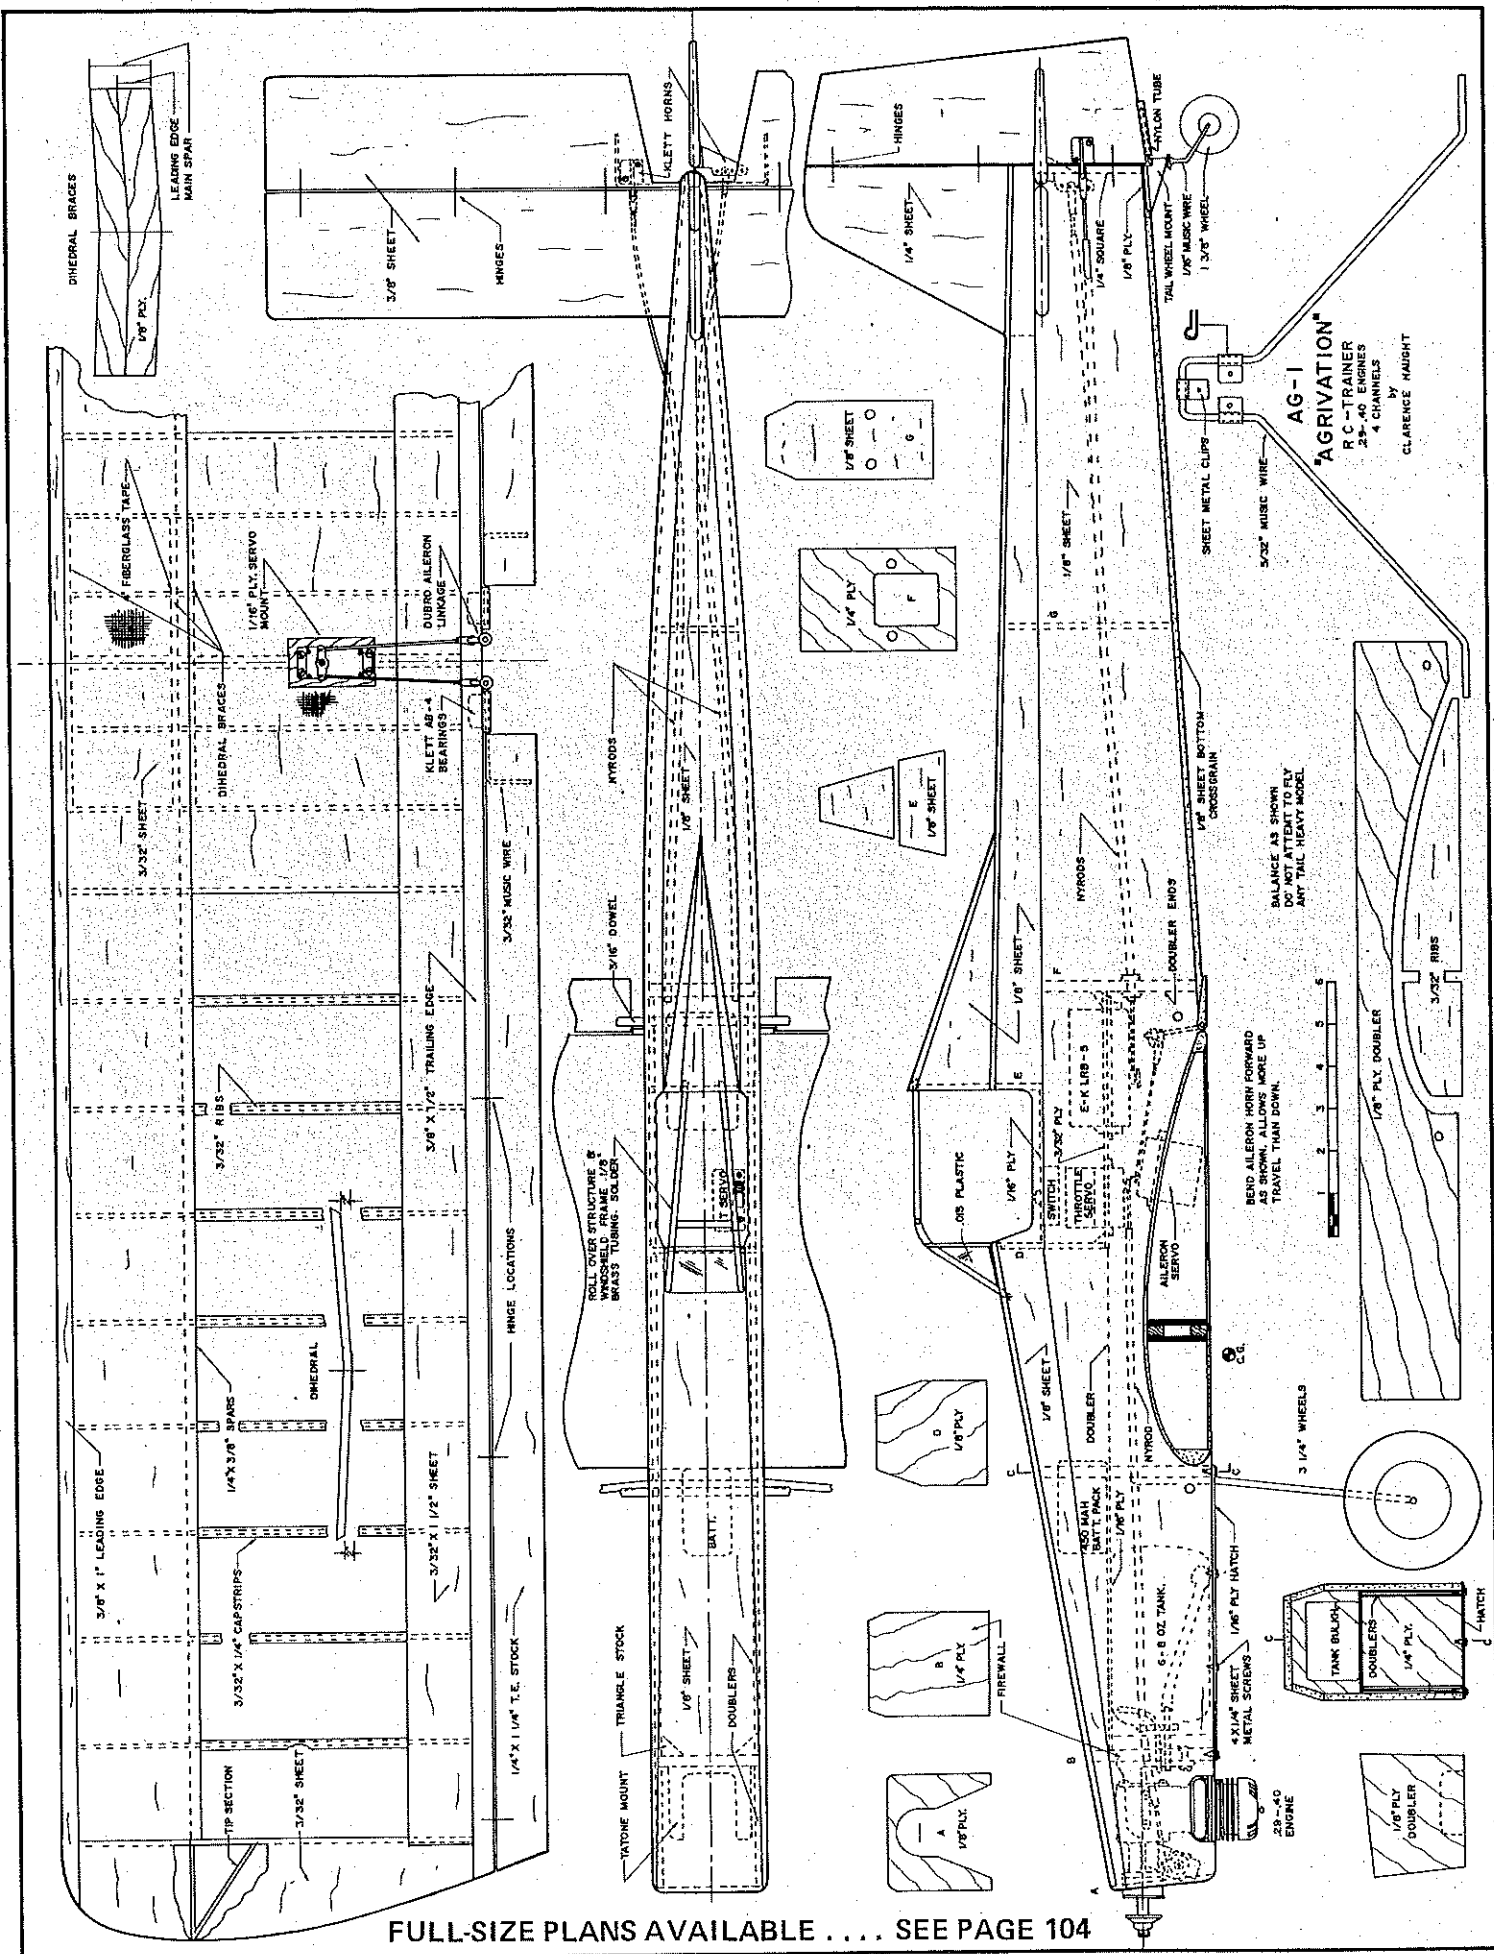 DIHEDRAL BRACES
1/8" PLY.
LEADING EDGE
MAIN SPAR
4" FIBERGLASS TAPE
3/32" SHEET
DIHEDRAL BRACES
1/16" PLY. SERVO
MOUNT
DUBRO AILERON
LINKAGE
KLETT AB-4
BEARINGS
3/32" MUSIC WIRE
3/8" X 1" LEADING EDGE
3/32" RIBS
3/8" X 1/2" TRAILING EDGE
1/4" X 3/8" SPARS
DIHEDRAL
2"
2"
3/32" X 1/4" CAPSTRIPS
3/32" X 1 1/2" SHEET
HINGE LOCATIONS
1/4" X 1 1/4" T.E. STOCK
TIP SECTION
3/32" SHEET
3/8" SHEET
HINGES
KLETT HORNS
NYRODS
1/8" SHEET
3/16" DOWEL
ROLL OVER STRUCTURE &
WINDSHIELD FRAME 1/8"
BRASS TUBING. SOLDER
T SERVO
BATT.
TATONE MOUNT
TRIANGLE STOCK
1/8" SHEET
DOUBLERS
1/8" SHEET
G
1/4" PLY
F
E
1/8" SHEET
D
1/8" PLY
B
1/4" PLY
FIREWALL
A
1/8" PLY.
HINGES
1/4" SHEET
1/4" SQUARE
1/8" PLY
NYLON TUBE
TAIL WHEEL MOUNT
1/16" MUSIC WIRE
1 3/8" WHEEL
1/8" SHEET
G
1/8" SHEET BOTTOM
CROSSGRAIN
NYRODS
DOUBLER ENDS
1/8" SHEET
F
E
E-K LRB-5
.015 PLASTIC
1/16" PLY
3/32" PLY
SWITCH
THROTTLE
SERVO
D
AILERON
SERVO
1/8" SHEET
DOUBLER
NYROD
C
C
450 MAH
BATT. PACK
1/16" PLY
6-8 OZ TANK
B
A
1/16" PLY HATCH
4 X 1/4" SHEET
METAL SCREWS
.29-.40
ENGINE
C.G.
3 1/4" WHEELS
SHEET METAL CLIPS
5/32" MUSIC WIRE
AG-1
"AGRIVATION"
R C-TRAINER
.29-.40 ENGINES
4 CHANNELS
by
CLARENCE HAUGHT
BALANCE AS SHOWN
DO NOT ATTEMT TO FLY
ANY TAIL HEAVY MODEL
BEND AILERON HORN FORWARD
AS SHOWN. ALLOWS MORE UP
TRAVEL THAN DOWN.
1 2 3 4 5 6
1/8" PLY DOUBLER
3/32" RIBS
C
TANK BULKH.
DOUBLERS
1/4" PLY.
HATCH
C
1/8" PLY
DOUBLER
FULL-SIZE PLANS AVAILABLE .... SEE PAGE 104